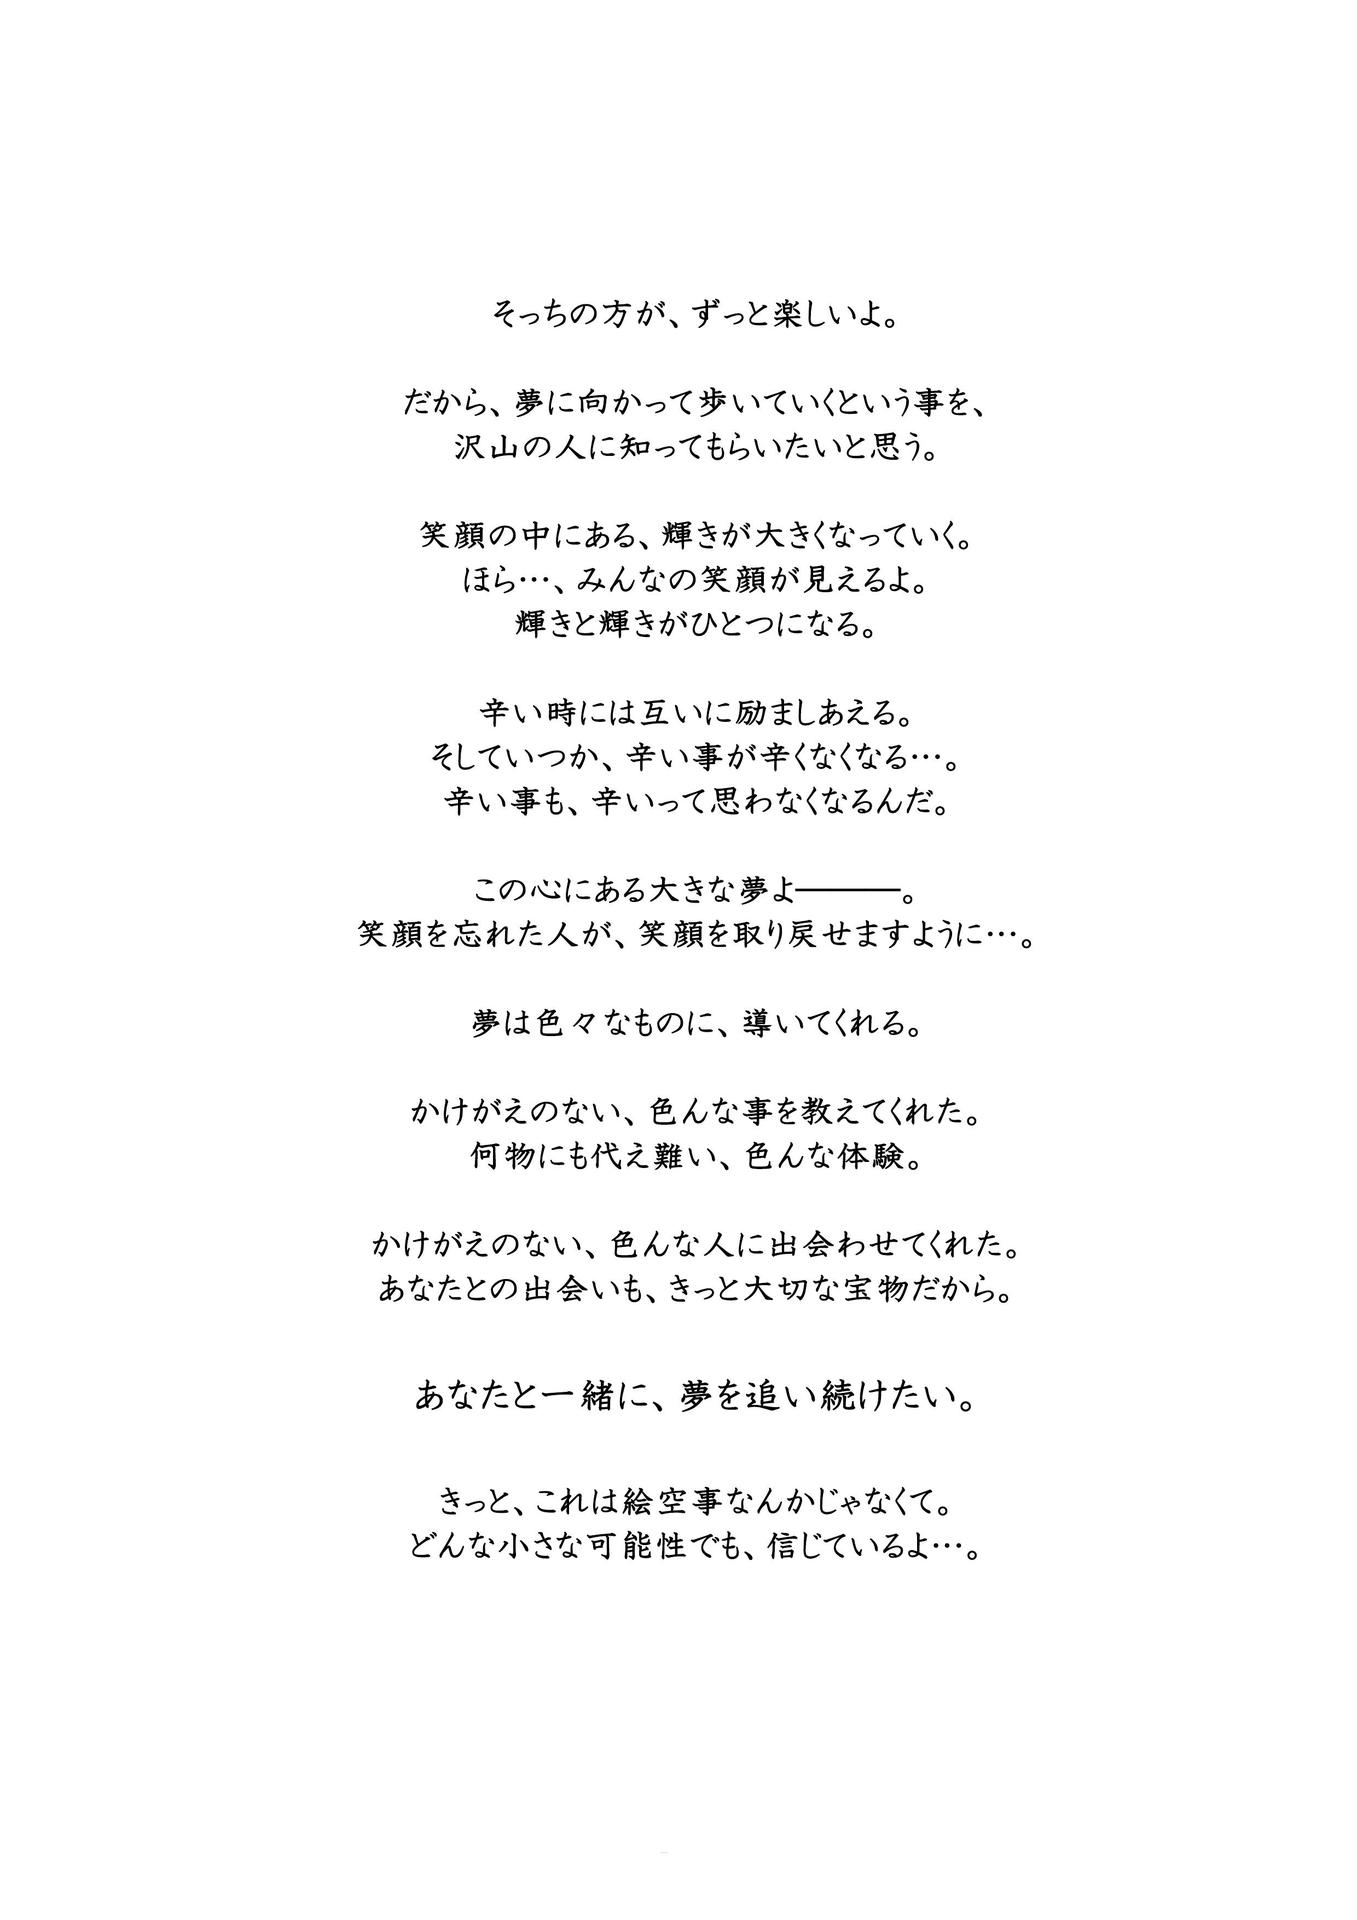 そっちの方が、ずっと楽しいよ。
だから、夢に向かって歩いていくという事を、
沢山の人に知ってもらいたいと思う。
笑顔の中にある、輝きが大きくなっていく。
ほら…、みんなの笑顔が見えるよ。
輝きと輝きがひとつになる。
辛い時には互いに励ましあえる。
そしていつか、辛い事が辛くなくなる…。
辛い事も、辛いって思わなくなるんだ。
この心にある大きな夢よ―――。
笑顔を忘れた人が、笑顔を取り戻せますように…。
夢は色々なものに、導いてくれる。
かけがえのない、色んな事を教えてくれた。
何物にも代え難い、色んな体験。
かけがえのない、色んな人に出会わせてくれた。
あなたとの出会いも、きっと大切な宝物だから。
あなたと一緒に、夢を追い続けたい。
きっと、これは絵空事なんかじゃなくて。
どんな小さな可能性でも、信じているよ…。